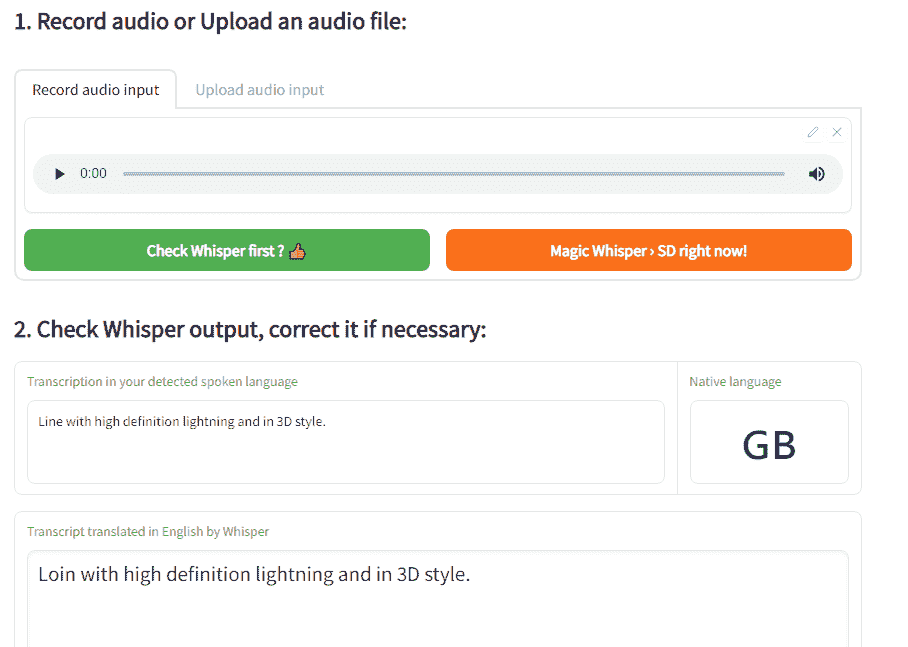 1. Record audio or Upload an audio file:
Record audio input
Upload audio input
0:00
Check Whisper first ? 👍
Magic Whisper › SD right now!
2. Check Whisper output, correct it if necessary:
Transcription in your detected spoken language
Native language
Line with high definition lightning and in 3D style.
GB
Transcript translated in English by Whisper
Loin with high definition lightning and in 3D style.